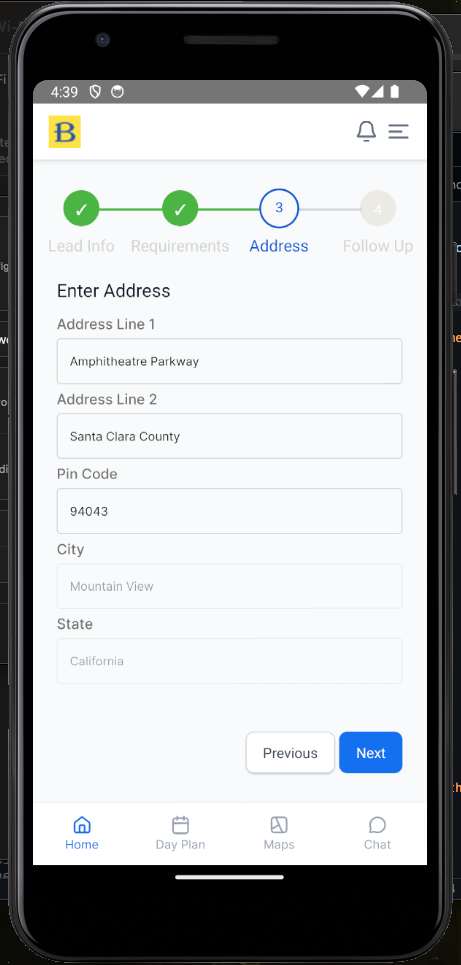 4:39
B
✓ ✓ 3 4
Lead Info Requirements Address Follow Up
Enter Address
Address Line 1
Amphitheatre Parkway
Address Line 2
Santa Clara County
Pin Code
94043
City
Mountain View
State
California
Previous Next
Home Day Plan Maps Chat